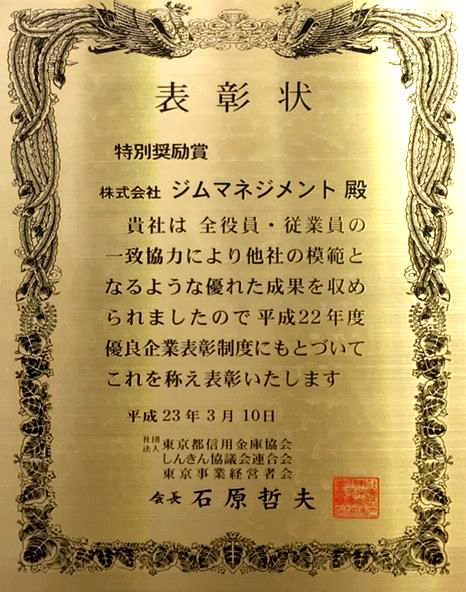 表彰状
特別奨励賞
株式会社 ジムマネジメント 殿
貴社は 全役員・従業員の
一致協力により他社の模範と
なるような優れた成果を収め
られましたので平成22年度
優良企業表彰制度にもとづいて
これを称え表彰いたします
平成23年3月10日
社団法人 東京都信用金庫協会
しんきん協議会連合会
東京事業経営者会
会長 石原哲夫